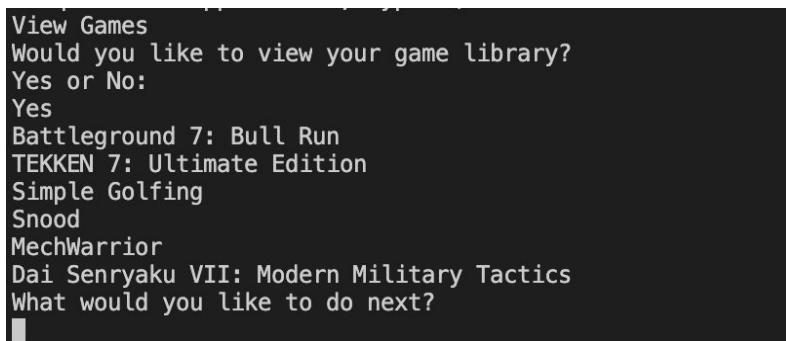 View Games
Would you like to view your game library?
Yes or No:
Yes
Battleground 7: Bull Run
TEKKEN 7: Ultimate Edition
Simple Golfing
Snood
MechWarrior
Dai Senryaku VII: Modern Military Tactics
What would you like to do next?